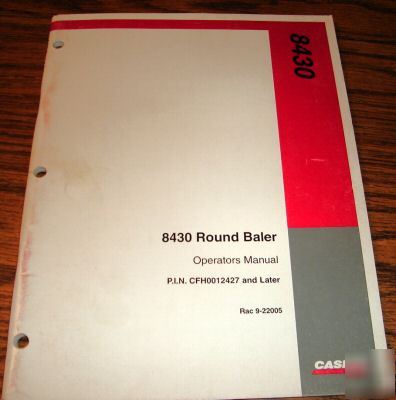 8430
8430 Round Baler
Operators Manual
P.I.N. CFH0012427 and Later
Rac 9-22005
CASE